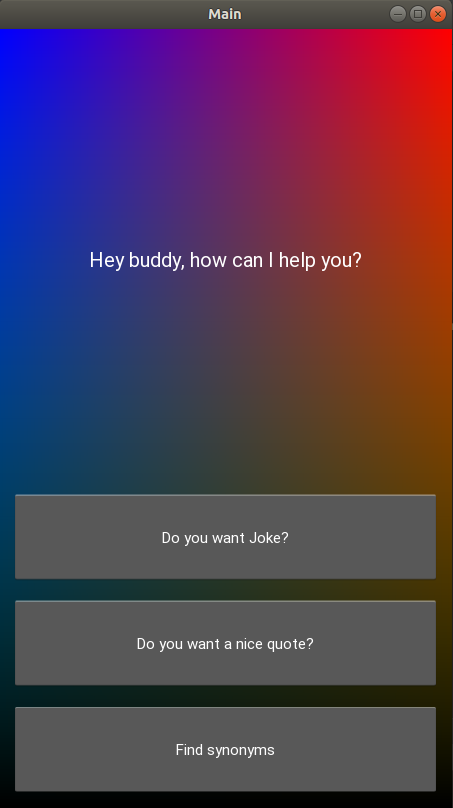 Main
Hey buddy, how can I help you?
Do you want Joke?
Do you want a nice quote?
Find synonyms